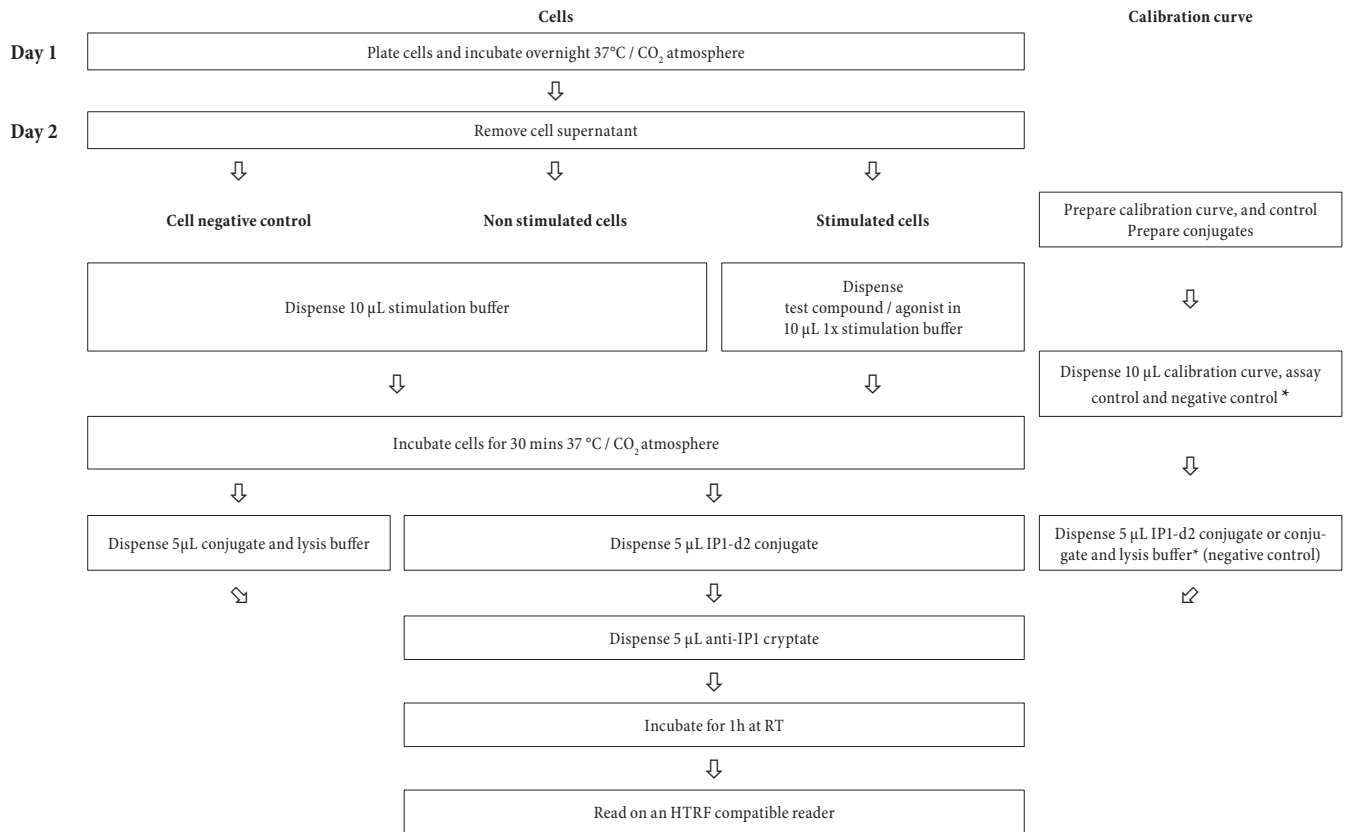 Cells
Calibration curve
Day 1
Plate cells and incubate overnight 37°C / CO₂ atmosphere
Day 2
Remove cell supernatant
Cell negative control
Non stimulated cells
Stimulated cells
Prepare calibration curve, and control
Prepare conjugates
Dispense 10 µL stimulation buffer
Dispense
test compound / agonist in
10 µL 1x stimulation buffer
Dispense 10 µL calibration curve, assay
control and negative control *
Incubate cells for 30 mins 37 °C / CO₂ atmosphere
Dispense 5µL conjugate and lysis buffer
Dispense 5 µL IP1-d2 conjugate
Dispense 5 µL IP1-d2 conjugate or conju-
gate and lysis buffer* (negative control)
Dispense 5 µL anti-IP1 cryptate
Incubate for 1h at RT
Read on an HTRF compatible reader